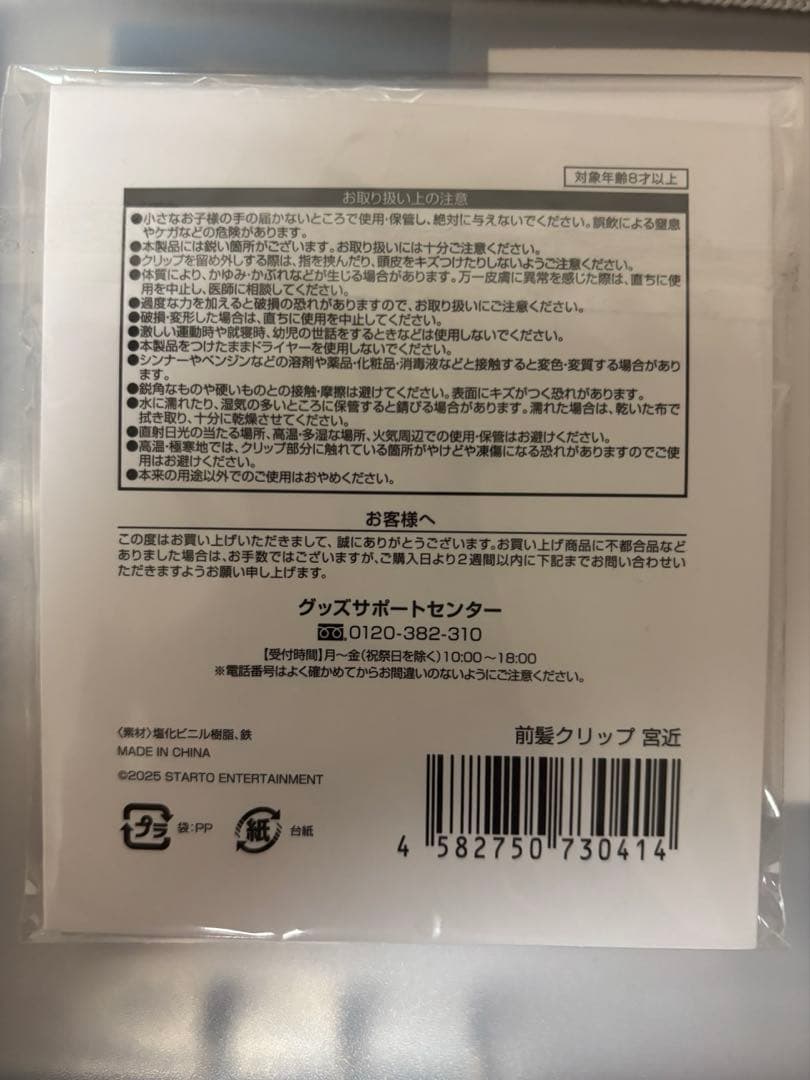 対象年齢8才以上
お取り扱い上の注意
●小さなお子様の手の届かないところで使用・保管し、絶対に与えないでください。誤飲による窒息
やケガなどの危険があります。
●本製品には鋭い箇所がございます。お取り扱いには十分ご注意ください。
●クリップを留め外しする際は、指を挟んだり、頭皮をキズつけたりしないようご注意ください。
●体質により、かゆみ・かぶれなどが生じる場合があります。万一皮膚に異常を感じた際は、直ちに使
用を中止し、医師に相談してください。
●過度な力を加えると破損の恐れがありますので、お取り扱いにご注意ください。
●破損・変形した場合は、直ちに使用を中止してください。
●激しい運動時や就寝時、幼児の世話をするときなどは使用しないでください。
●本製品をつけたままドライヤーを使用しないでください。
●シンナーやベンジンなどの溶剤や薬品・化粧品・消毒液などと接触すると変色・変質する場合があり
ます。
●鋭角なものや硬いものとの接触・摩擦は避けてください。表面にキズがつく恐れがあります。
●水に濡れたり、湿気の多いところに保管すると錆びる場合があります。濡れた場合は、乾いた布で
拭き取り、十分に乾燥させてください。
●直射日光の当たる場所、高温・多湿な場所、火気周辺での使用・保管はお避けください。
●高温・極寒地では、クリップ部分に触れている箇所がやけどや凍傷になる恐れがありますのでご使
用はお避けください。
●本来の用途以外でのご使用はおやめください。
お客様へ
この度はお買い上げいただきまして、誠にありがとうございます。お買い上げ商品に不都合品など
ありました場合は、お手数ではございますが、ご購入日より2週間以内に下記までお問い合わせい
ただきますようお願い申し上げます。
グッズサポートセンター
0120-382-310
【受付時間】月〜金(祝祭日を除く)10:00〜18:00
※電話番号はよく確かめてからお間違いのないようにご注意ください。
〈素材〉塩化ビニル樹脂、鉄
MADE IN CHINA
©2025 STARTO ENTERTAINMENT
前髪クリップ 宮近
プラ 袋:PP 紙 台紙
4 582750 730414